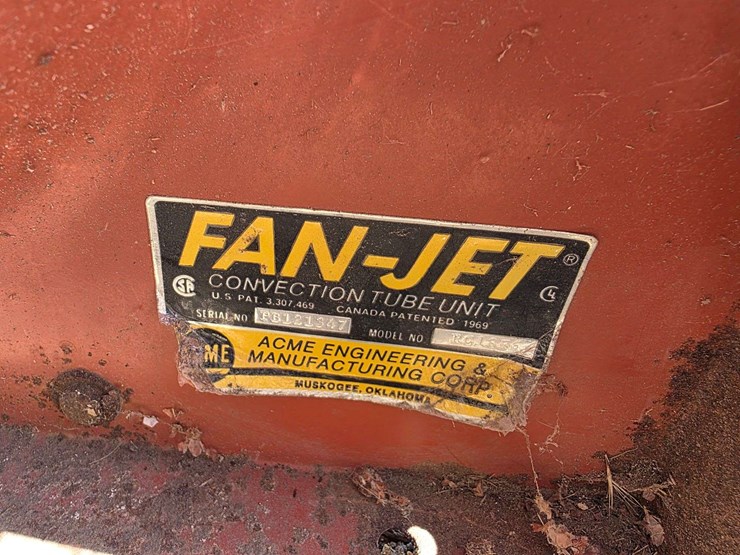 FAN-JET®
CONVECTION TUBE UNIT
U.S PAT. 3,307,469 CANADA PATENTED 1969
SERIAL NO
MODEL NO
ME ACME ENGINEERING &
MANUFACTURING CORP.
MUSKOGEE, OKLAHOMA